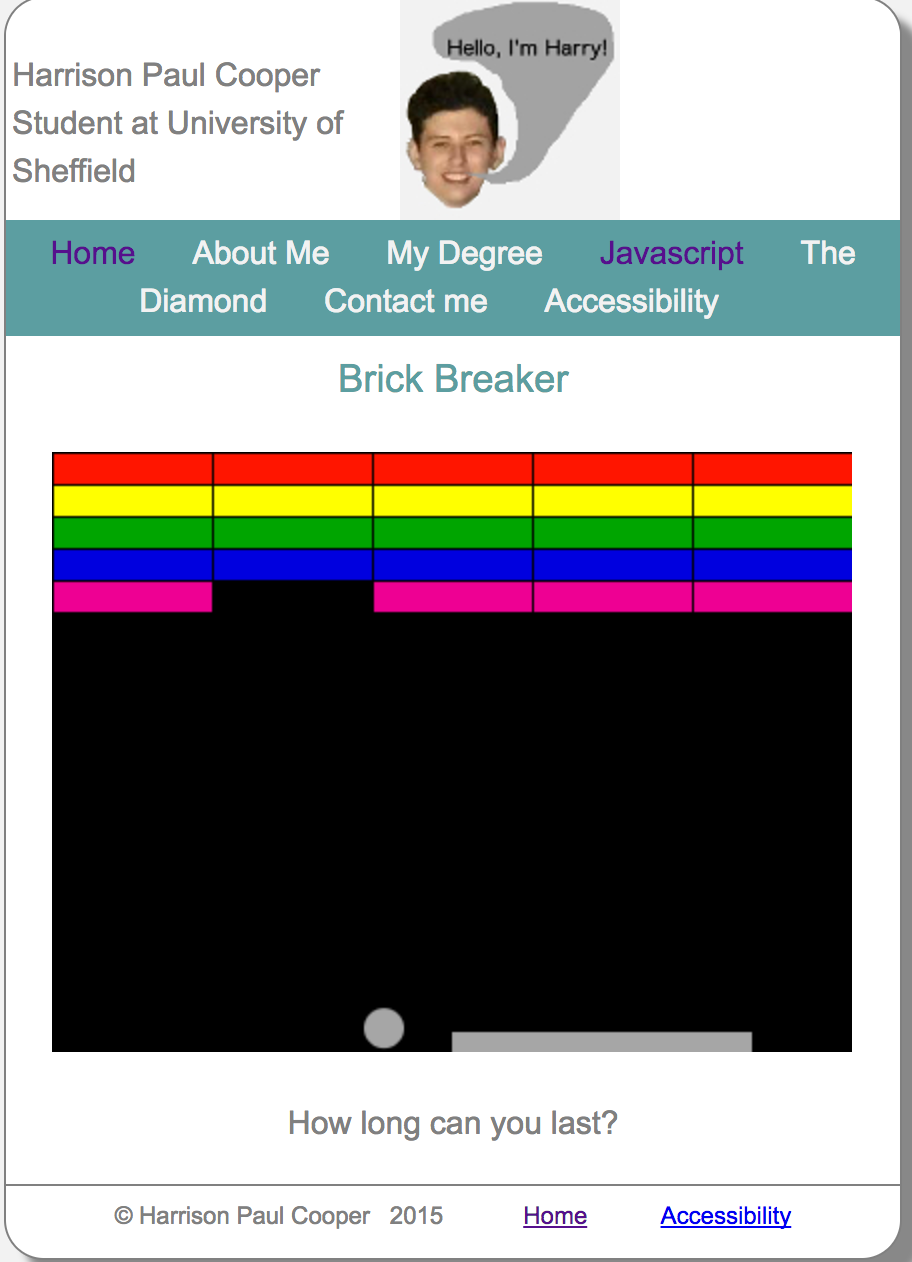 Hello, I'm Harry!
Harrison Paul Cooper
Student at University of
Sheffield
Home About Me My Degree Javascript The
Diamond Contact me Accessibility
Brick Breaker
How long can you last?
© Harrison Paul Cooper 2015 Home Accessibility